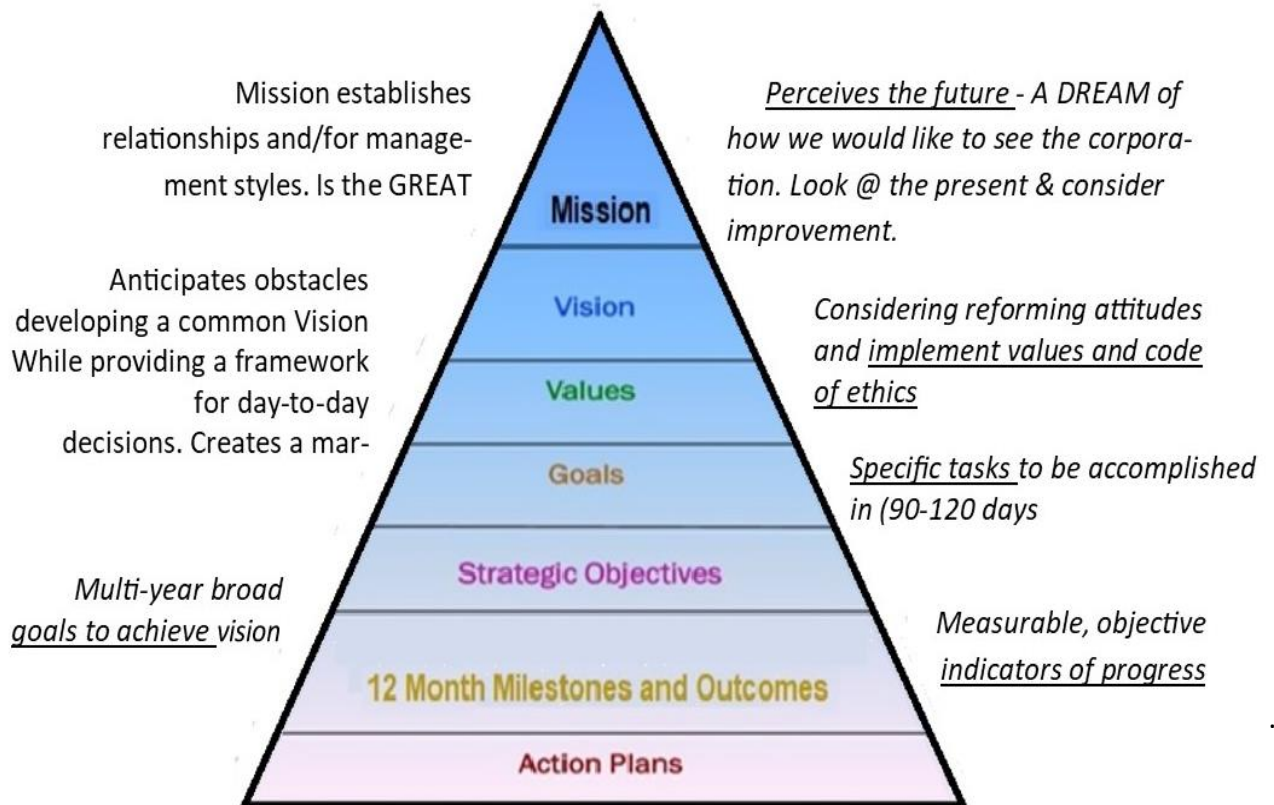 Mission establishes
relationships and/for manage-
ment styles. Is the GREAT
Perceives the future - A DREAM of
how we would like to see the corpora-
tion. Look @ the present & consider
improvement.
Mission
Anticipates obstacles
developing a common Vision
While providing a framework
for day-to-day
decisions. Creates a mar-
Vision
Considering reforming attitudes
and implement values and code
of ethics
Values
Goals
Specific tasks to be accomplished
in (90-120 days
Strategic Objectives
Multi-year broad
goals to achieve vision
Measurable, objective
indicators of progress
12 Month Milestones and Outcomes
.
Action Plans